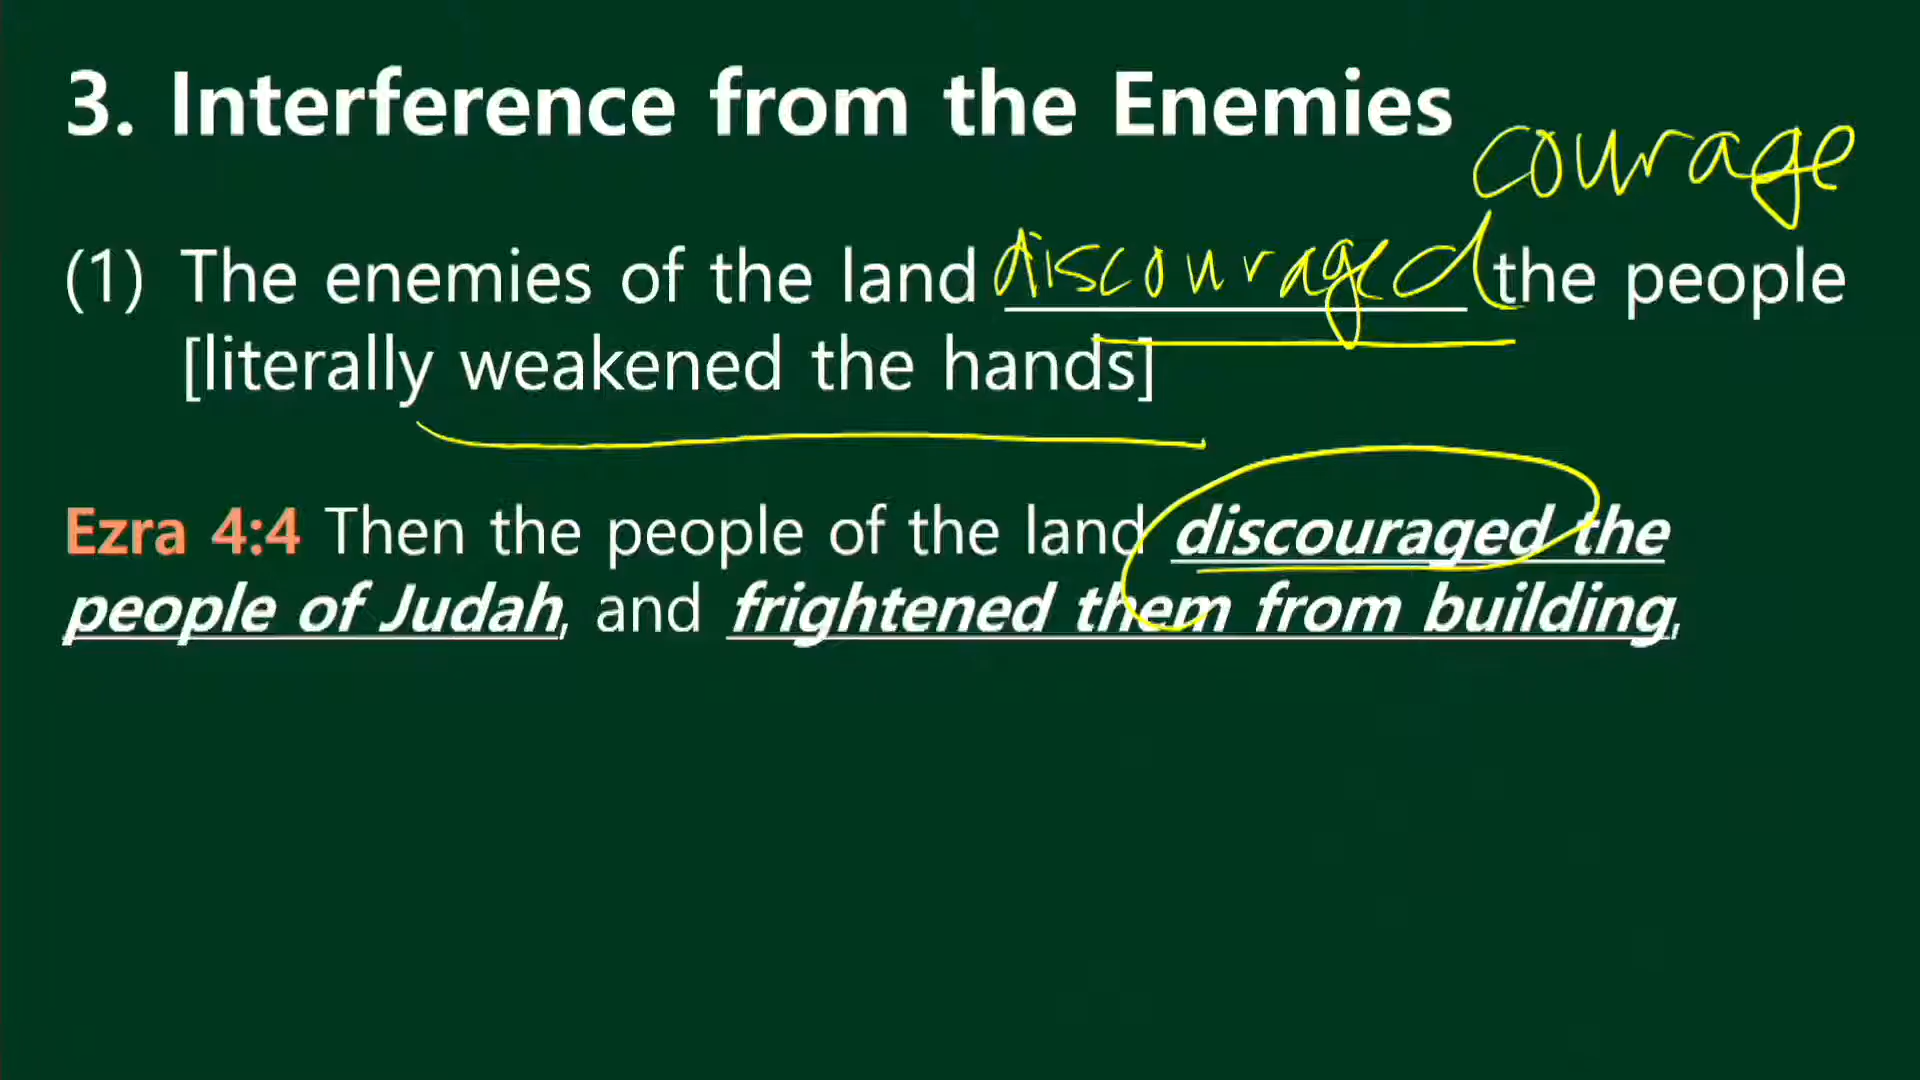 3. Interference from the Enemies
courage
(1) The enemies of the land discouraged the people
[literally weakened the hands]
Ezra 4:4 Then the people of the land discouraged the
people of Judah, and frightened them from building,